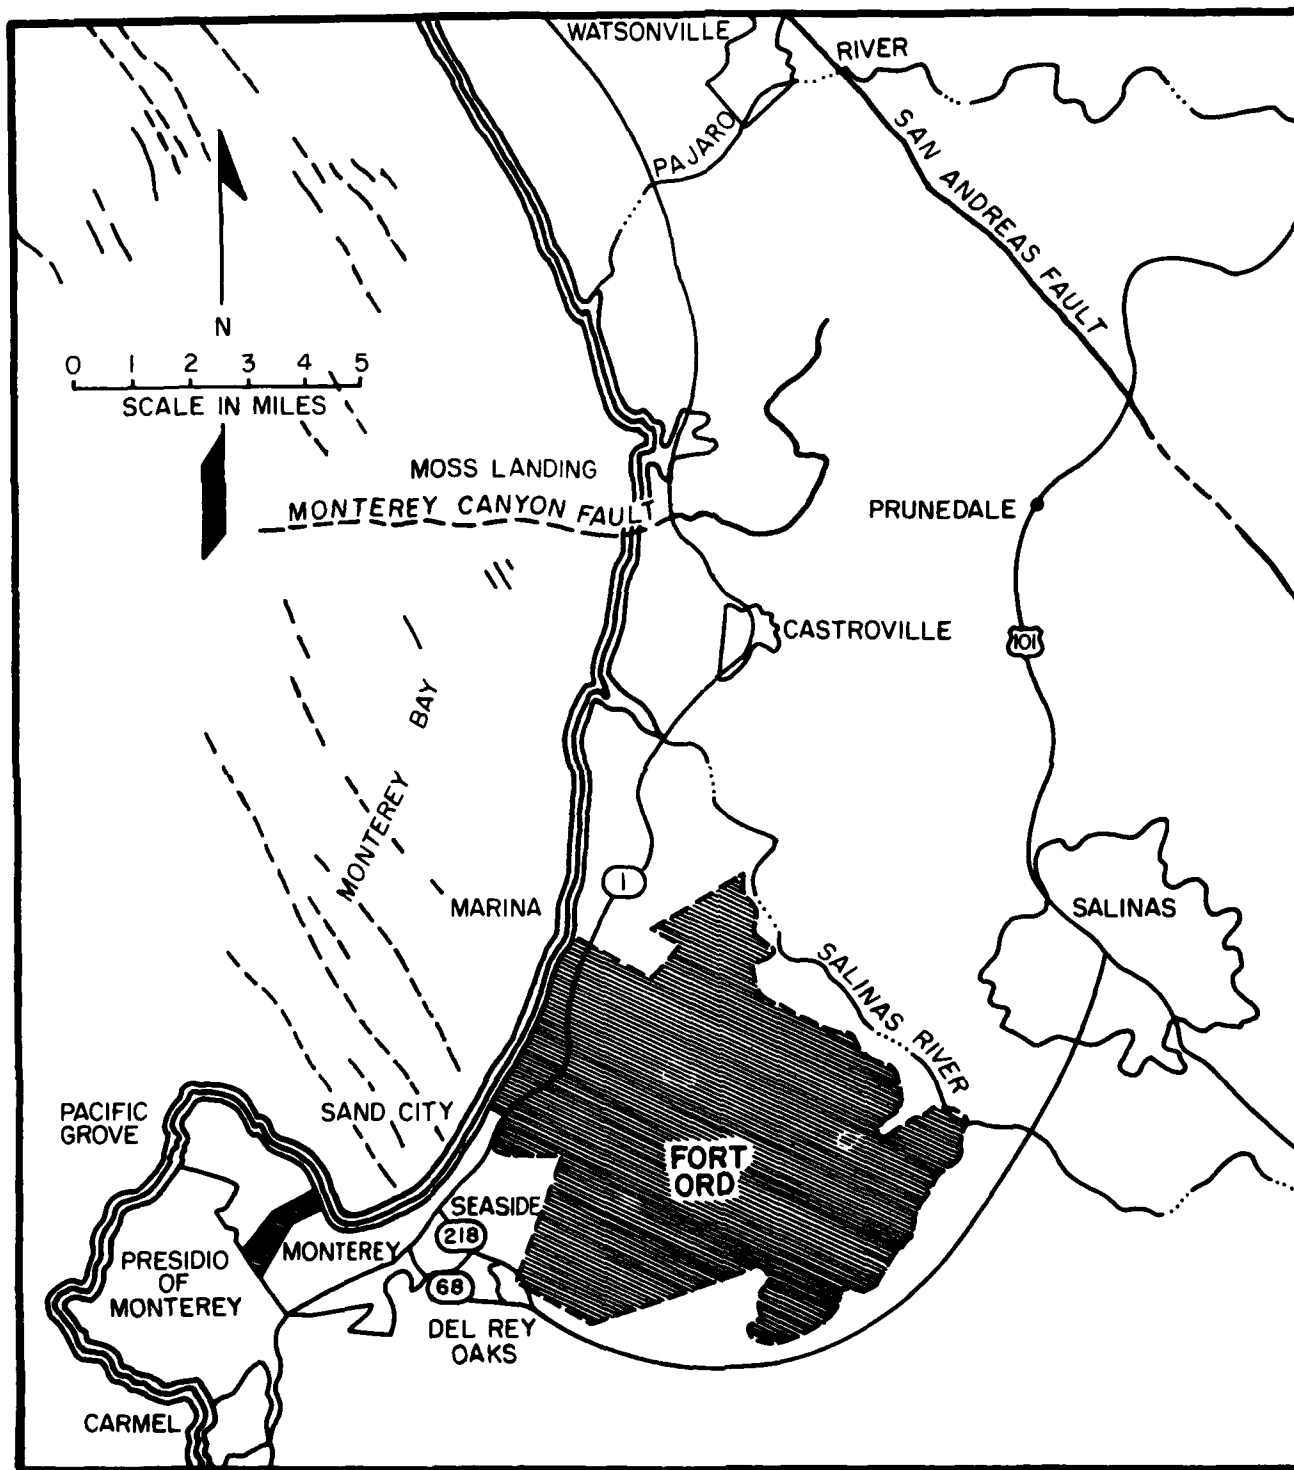 WATSONVILLE
RIVER
PAJARO
SAN ANDREAS FAULT
N
0 1 2 3 4 5
SCALE IN MILES
MOSS LANDING
MONTEREY CANYON FAULT
PRUNEDALE
CASTROVILLE
101
MONTEREY BAY
1
MARINA
SALINAS
SALINAS RIVER
PACIFIC
GROVE
SAND CITY
FORT
ORD
SEASIDE
218
PRESIDIO
OF
MONTEREY
MONTEREY
68
DEL REY
OAKS
CARMEL